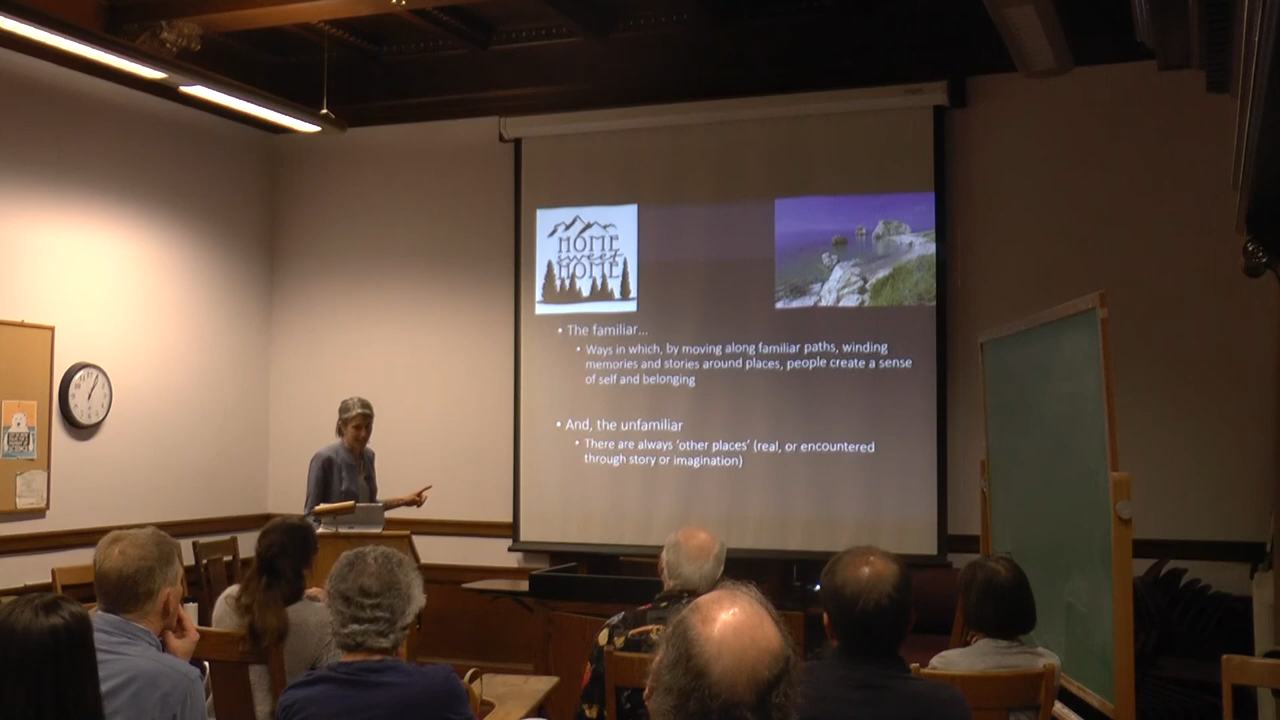 HOME
sweet
HOME
• The familiar...
• Ways in which, by moving along familiar paths, winding
memories and stories around places, people create a sense
of self and belonging
• And, the unfamiliar
• There are always ‘other places’ (real, or encountered
through story or imagination)